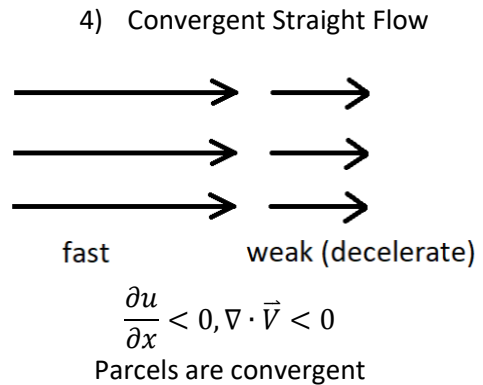 4) Convergent Straight Flow
fast weak (decelerate)
∂u/∂x < 0, ∇ · V⃗ < 0
Parcels are convergent